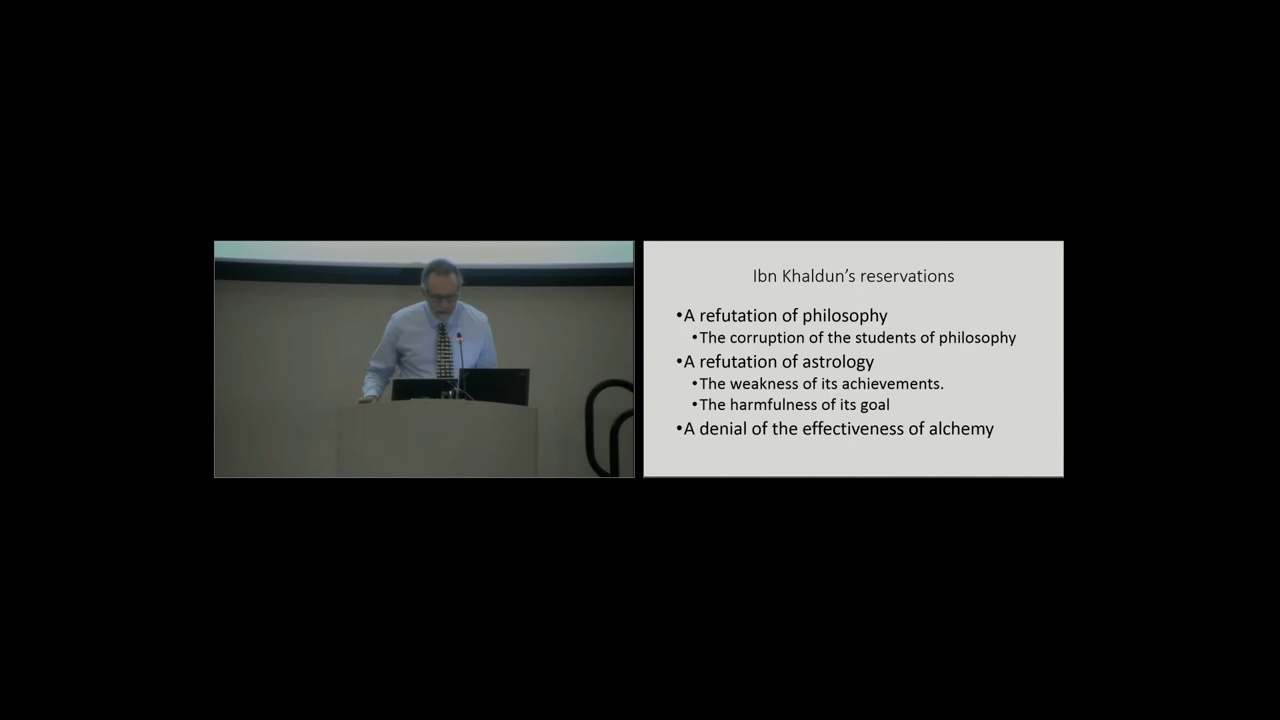 Ibn Khaldun’s reservations
•A refutation of philosophy
•The corruption of the students of philosophy
•A refutation of astrology
•The weakness of its achievements.
•The harmfulness of its goal
•A denial of the effectiveness of alchemy